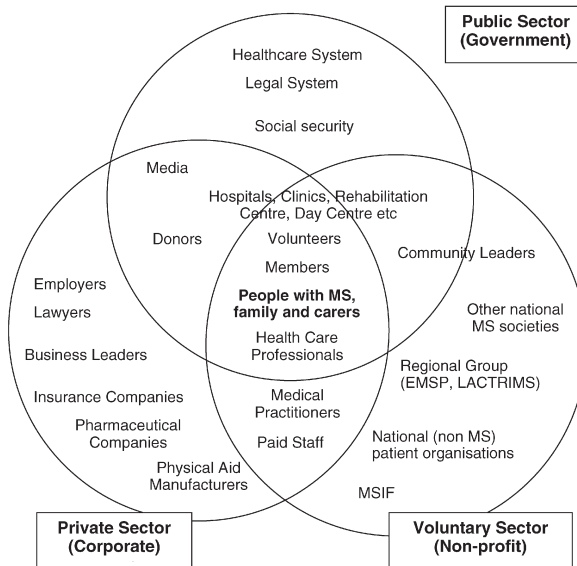 Public Sector
(Government)
Healthcare System
Legal System
Social security
Media
Hospitals, Clinics, Rehabilitation
Centre, Day Centre etc
Donors
Volunteers
Community Leaders
Members
Employers
People with MS,
family and carers
Lawyers
Other national
MS societies
Health Care
Professionals
Business Leaders
Regional Group
(EMSP, LACTRIMS)
Insurance Companies
Medical
Practitioners
Pharmaceutical
Companies
Paid Staff
National (non MS)
patient organisations
Physical Aid
Manufacturers
MSIF
Private Sector
(Corporate)
Voluntary Sector
(Non-profit)